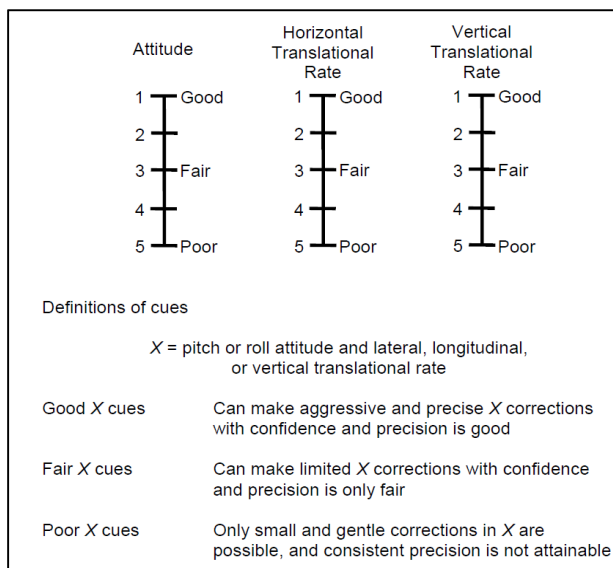 Attitude
Horizontal
Translational
Rate
Vertical
Translational
Rate
1 Good
2
3 Fair
4
5 Poor
1 Good
2
3 Fair
4
5 Poor
1 Good
2
3 Fair
4
5 Poor
Definitions of cues
X = pitch or roll attitude and lateral, longitudinal,
or vertical translational rate
Good X cues Can make aggressive and precise X corrections
with confidence and precision is good
Fair X cues Can make limited X corrections with confidence
and precision is only fair
Poor X cues Only small and gentle corrections in X are
possible, and consistent precision is not attainable